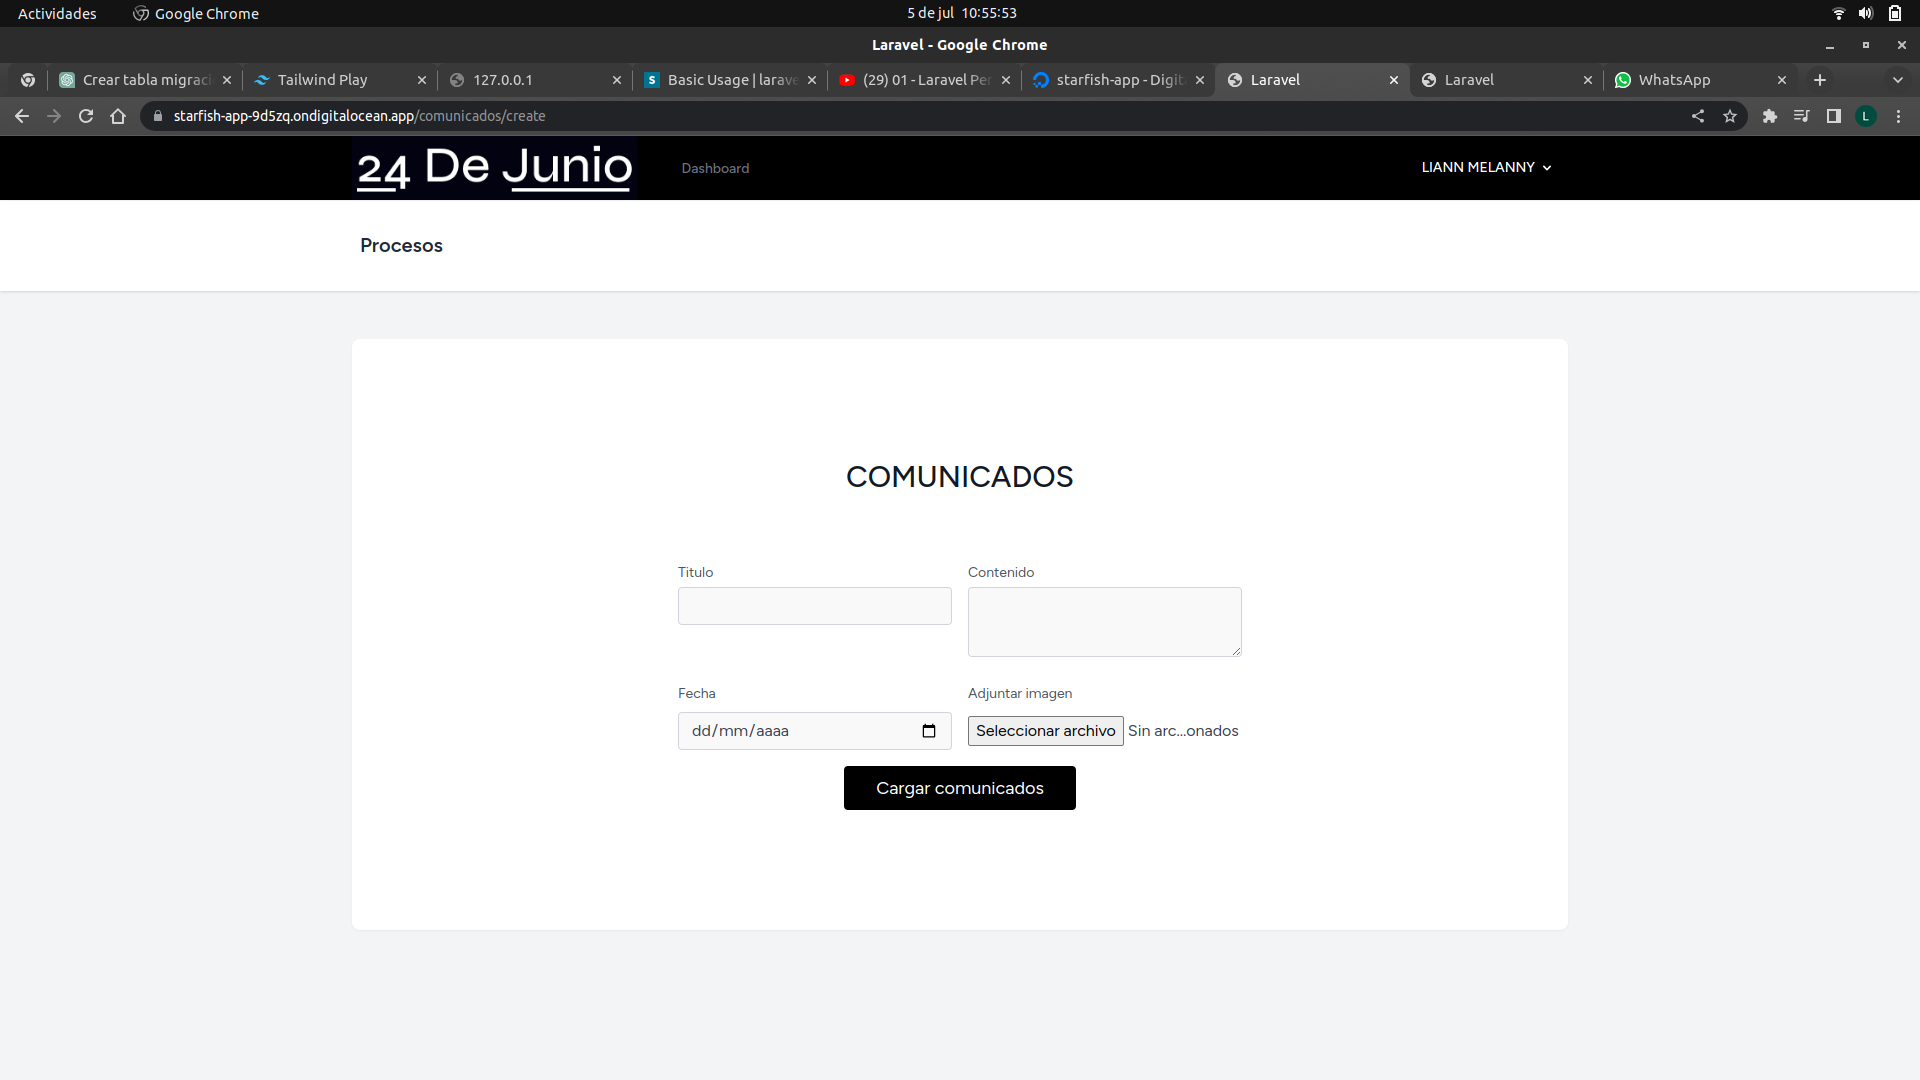 Actividades Google Chrome 5 de jul 10:55:53
Laravel - Google Chrome
Crear tabla migraci Tailwind Play 127.0.0.1 Basic Usage | larave (29) 01 - Laravel Per starfish-app - Digit Laravel Laravel WhatsApp
starfish-app-9d5zq.ondigitalocean.app/comunicados/create L
24 De Junio Dashboard LIANN MELANNY
Procesos
COMUNICADOS
Titulo Contenido
Fecha Adjuntar imagen
dd/mm/aaaa Seleccionar archivo Sin arc...onados
Cargar comunicados